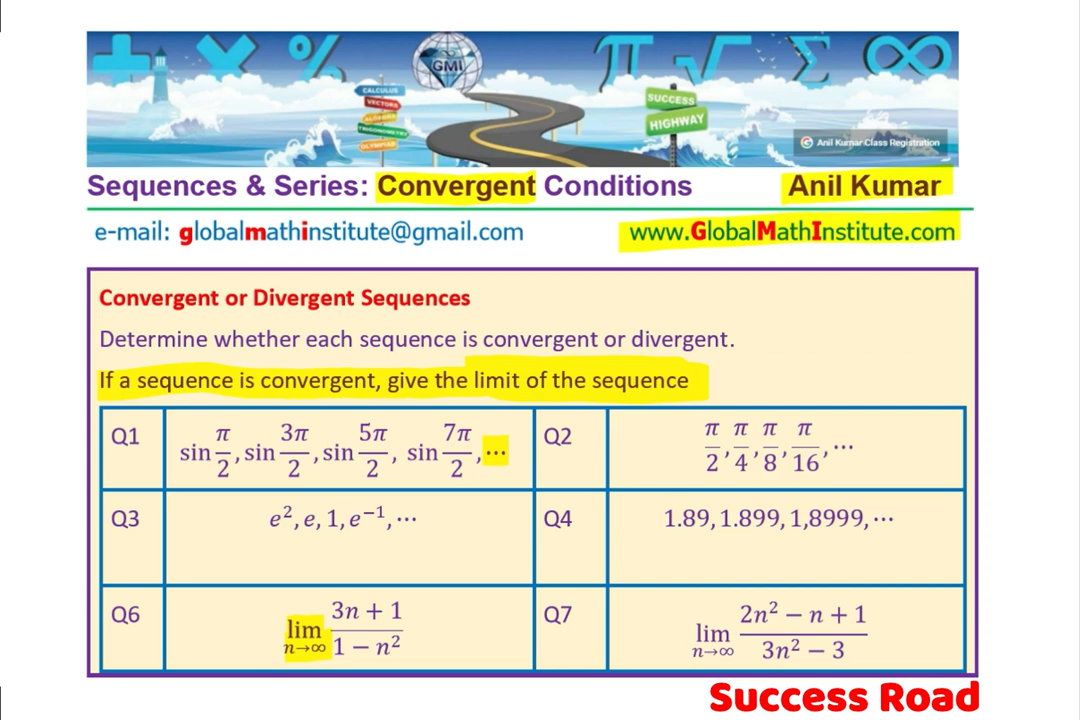 GMI
CALCULUS
VECTORS
ALGEBRA
TRIGONOMETRY
OLYMPIAD
SUCCESS
HIGHWAY
Anil Kumar Class Registration
Sequences & Series: Convergent Conditions Anil Kumar
e-mail: globalmathinstitute@gmail.com www.GlobalMathInstitute.com
Convergent or Divergent Sequences
Determine whether each sequence is convergent or divergent.
If a sequence is convergent, give the limit of the sequence
Q1 sin π/2, sin 3π/2, sin 5π/2, sin 7π/2, ⋯ Q2 π/2, π/4, π/8, π/16, ⋯
Q3 e², e, 1, e⁻¹, ⋯ Q4 1.89, 1.899, 1,8999, ⋯
Q6 lim n→∞ (3n + 1)/(1 − n²) Q7 lim n→∞ (2n² − n + 1)/(3n² − 3)
Success Road